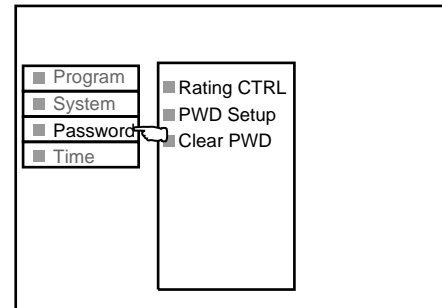 Program
System
Password
Time
Rating CTRL
PWD Setup
Clear PWD